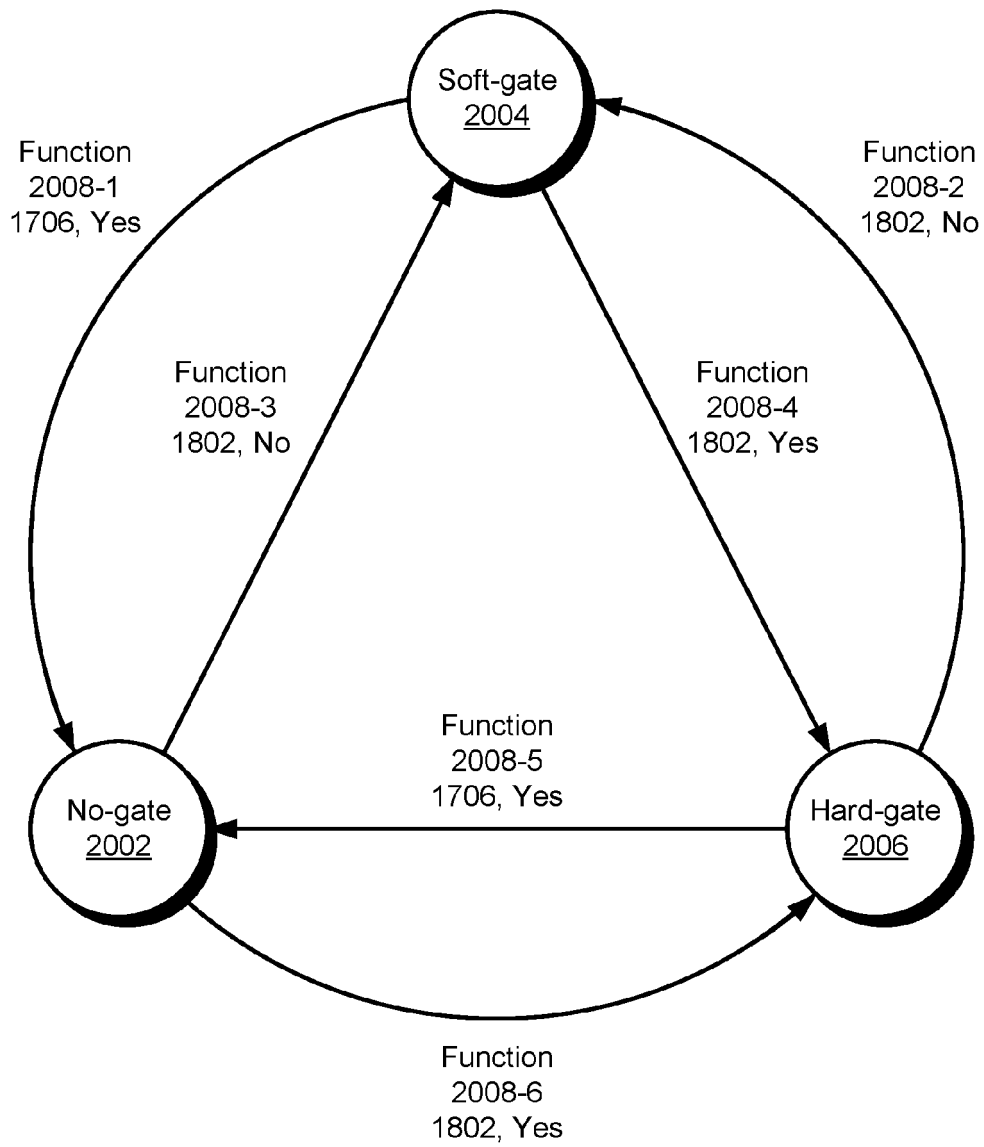 Soft-gate
2004
Function
2008-1
1706, Yes
Function
2008-2
1802, No
Function
2008-3
1802, No
Function
2008-4
1802, Yes
Function
2008-5
1706, Yes
No-gate
2002
Hard-gate
2006
Function
2008-6
1802, Yes